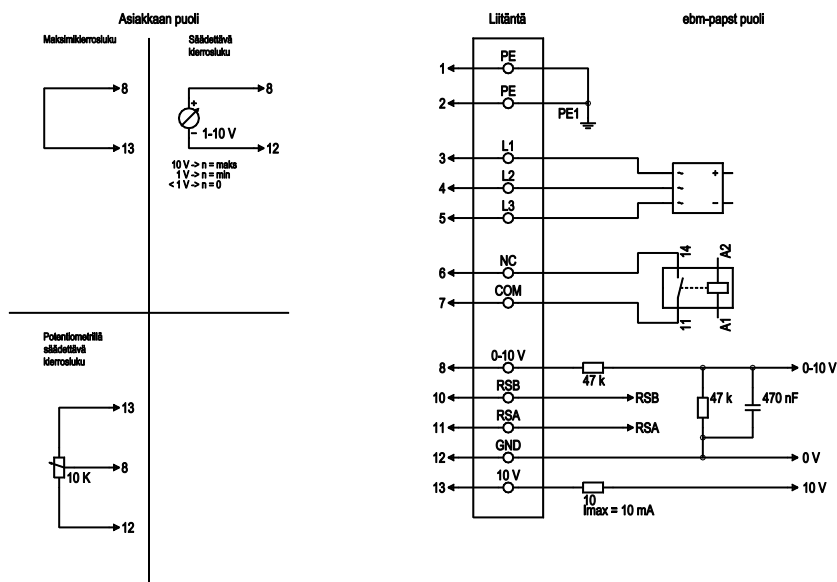 Asiakkaan puoli
Maksimikierrosluku
8
13
Säädettävä
kierrosluku
8
+
− 1-10 V
12
10 V -> n = maks
1 V -> n = min
< 1 V -> n = 0
Potentiometrillä
säädettävä
kierrosluku
13
8
10 K
12
Liitäntä
ebm-papst puoli
1 PE
2 PE
PE1
3 L1
4 L2
5 L3
~ +
~
~ −
6 NC
7 COM
14
A2
11
A1
8 0-10 V
47 k
0-10 V
10 RSB
RSB
47 k
470 nF
11 RSA
RSA
12 GND
0 V
13 10 V
10
Imax = 10 mA
10 V